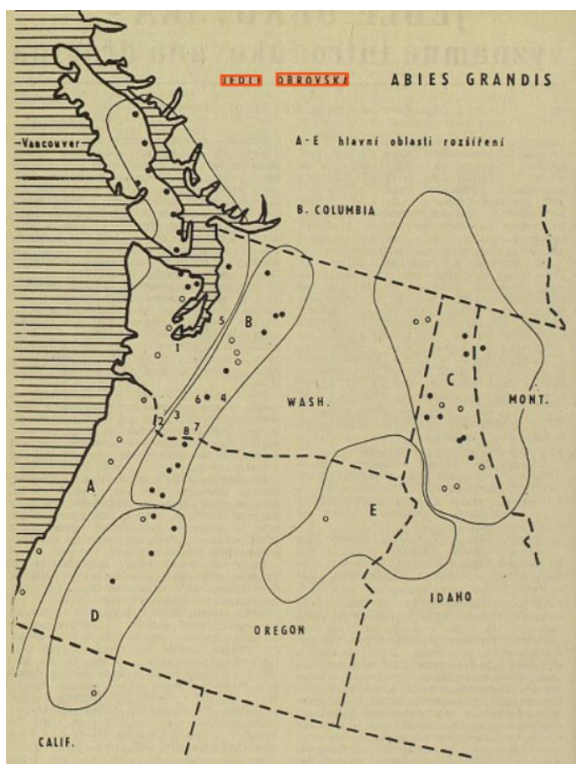 JEDLE OBROVSKÁ ABIES GRANDIS
Vancouver
A-E hlavní oblasti rozšíření
B. COLUMBIA
5
B
1
C
WASH.
MONT.
6 4
2 3
8 7
A
E
D
IDAHO
OREGON
CALIF.